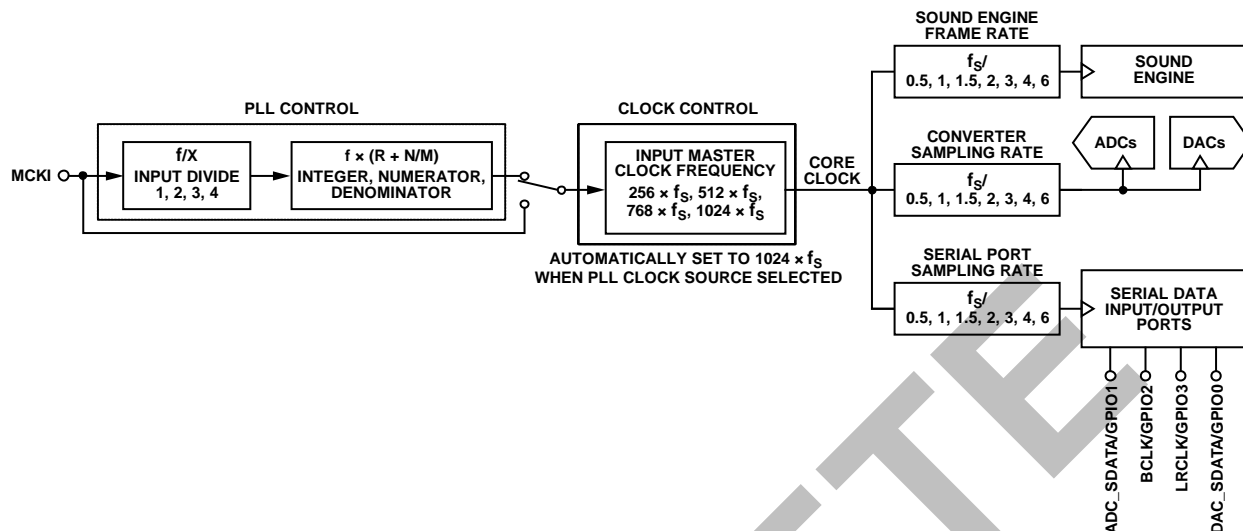 SOUND ENGINE
FRAME RATE
fS/
0.5, 1, 1.5, 2, 3, 4, 6
SOUND
ENGINE
PLL CONTROL
CLOCK CONTROL
MCKI
f/X
INPUT DIVIDE
1, 2, 3, 4
f × (R + N/M)
INTEGER, NUMERATOR,
DENOMINATOR
INPUT MASTER
CLOCK FREQUENCY
256 × fS, 512 × fS,
768 × fS, 1024 × fS
CORE
CLOCK
AUTOMATICALLY SET TO 1024 × fS
WHEN PLL CLOCK SOURCE SELECTED
CONVERTER
SAMPLING RATE
fS/
0.5, 1, 1.5, 2, 3, 4, 6
ADCs
DACs
SERIAL PORT
SAMPLING RATE
fS/
0.5, 1, 1.5, 2, 3, 4, 6
SERIAL DATA
INPUT/OUTPUT
PORTS
ADC_SDATA/GPIO1
BCLK/GPIO2
LRCLK/GPIO3
DAC_SDATA/GPIO0
TE